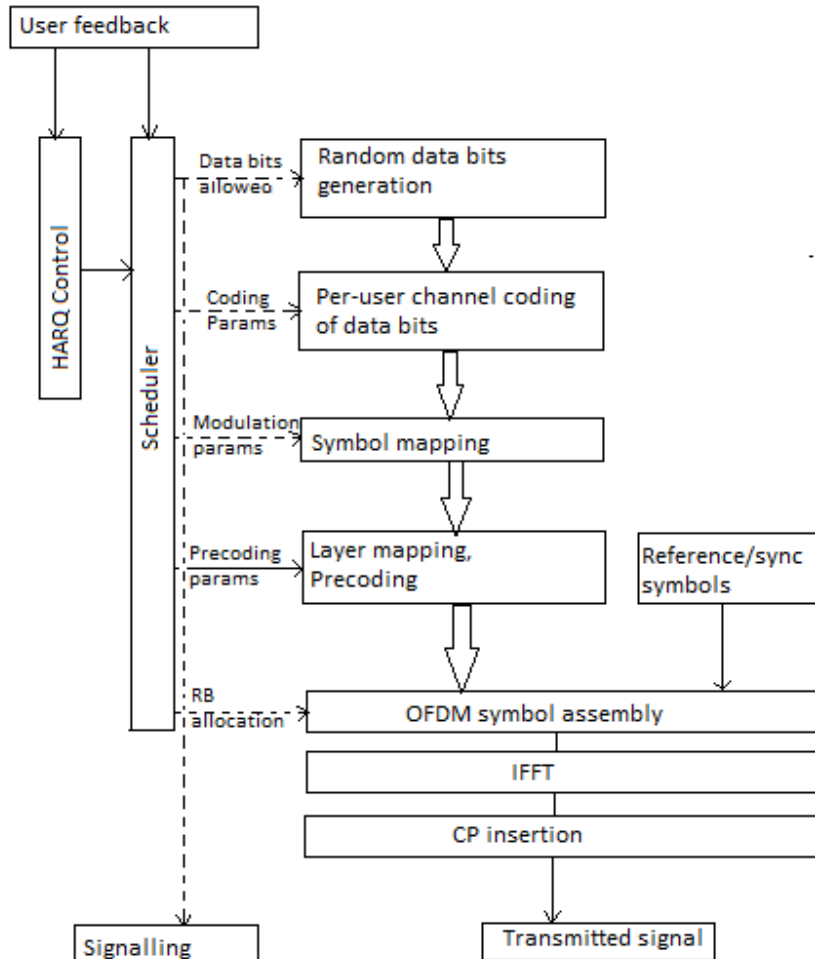 User feedback
HARQ Control
Scheduler
Data bits
allowed
Random data bits
generation
Coding
Params
Per-user channel coding
of data bits
Modulation
params
Symbol mapping
Precoding
params
Layer mapping,
Precoding
Reference/sync
symbols
RB
allocation
OFDM symbol assembly
IFFT
CP insertion
Signalling
Transmitted signal